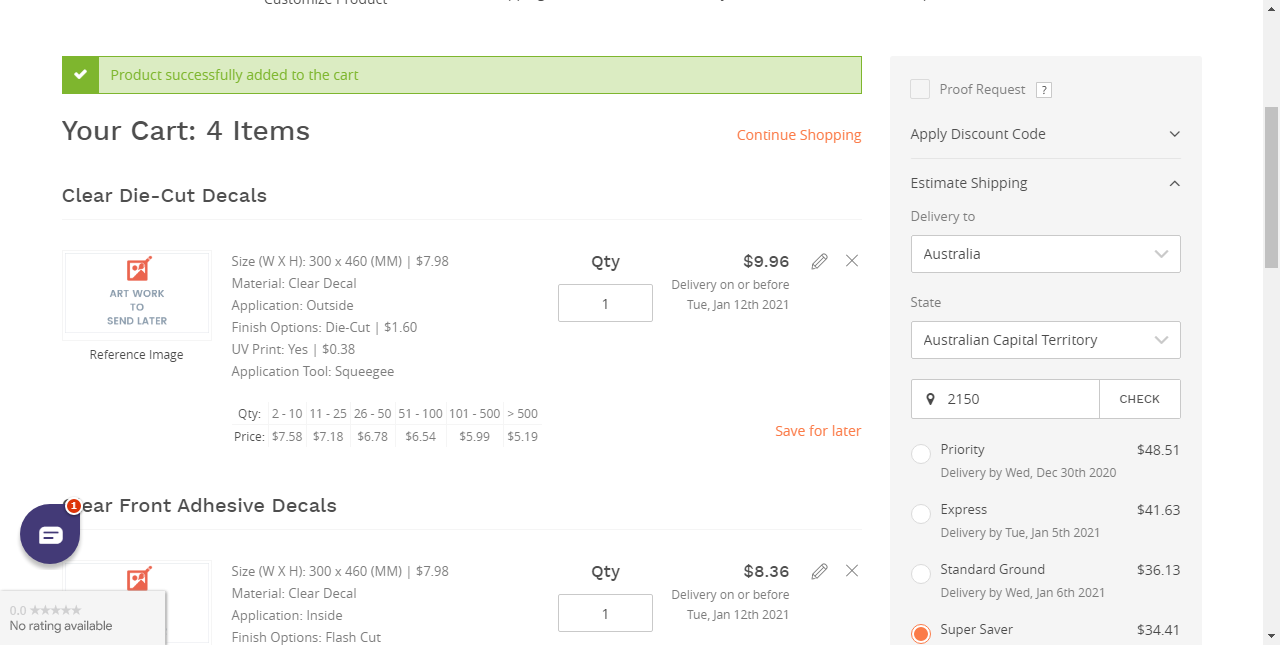 Customize Product
Product successfully added to the cart
Your Cart: 4 Items
Continue Shopping
Clear Die-Cut Decals
ART WORK
TO
SEND LATER
Reference Image
Size (W X H): 300 x 460 (MM) | $7.98
Material: Clear Decal
Application: Outside
Finish Options: Die-Cut | $1.60
UV Print: Yes | $0.38
Application Tool: Squeegee
Qty
1
$9.96
Delivery on or before
Tue, Jan 12th 2021
Qty: 2 - 10 11 - 25 26 - 50 51 - 100 101 - 500 > 500
Price: $7.58 $7.18 $6.78 $6.54 $5.99 $5.19
Save for later
ear Front Adhesive Decals
Size (W X H): 300 x 460 (MM) | $7.98
Material: Clear Decal
Application: Inside
Finish Options: Flash Cut
Qty
1
$8.36
Delivery on or before
Tue, Jan 12th 2021
1
0.0
No rating available
Proof Request ?
Apply Discount Code
Estimate Shipping
Delivery to
Australia
State
Australian Capital Territory
2150 CHECK
Priority $48.51
Delivery by Wed, Dec 30th 2020
Express $41.63
Delivery by Tue, Jan 5th 2021
Standard Ground $36.13
Delivery by Wed, Jan 6th 2021
Super Saver $34.41